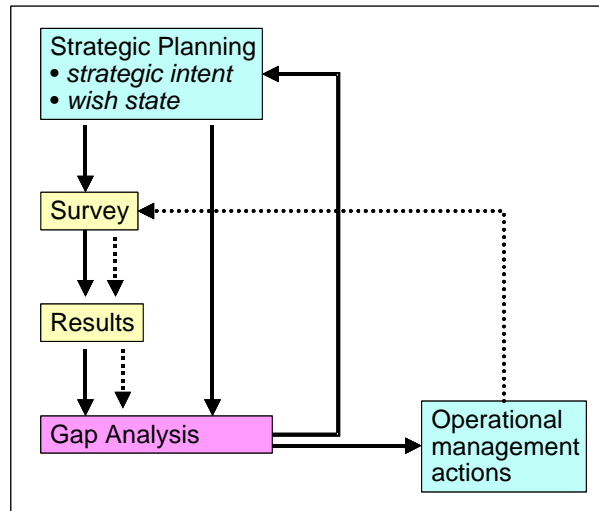 Strategic Planning
• strategic intent
• wish state
Survey
Results
Gap Analysis
Operational
management
actions